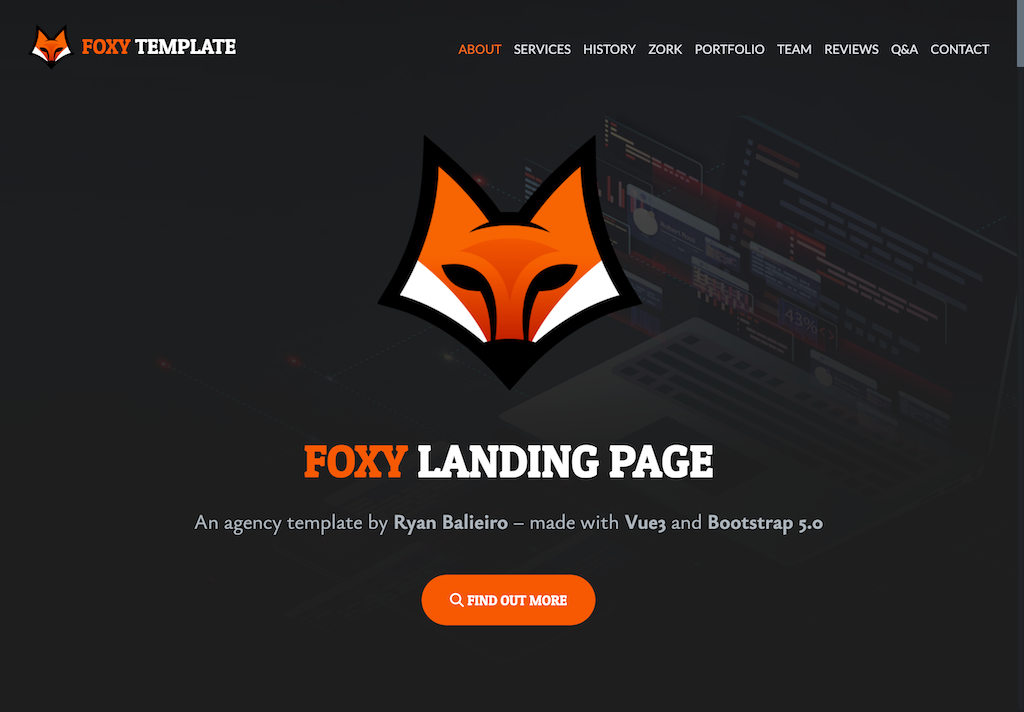 FOXY TEMPLATE
ABOUT SERVICES HISTORY ZORK PORTFOLIO TEAM REVIEWS Q&A CONTACT
43%
FOXY LANDING PAGE
An agency template by Ryan Balieiro – made with Vue3 and Bootstrap 5.0
FIND OUT MORE